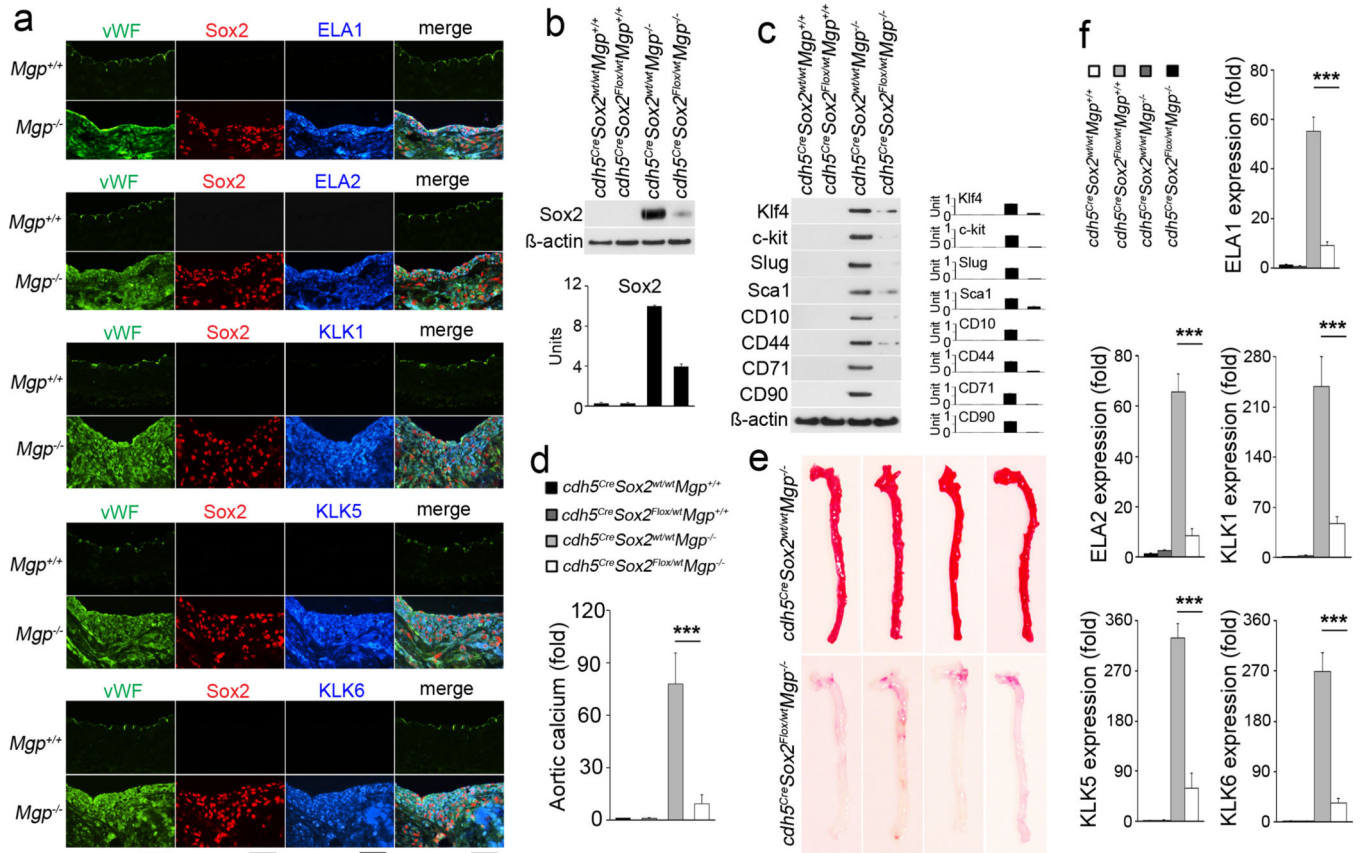 a
vWF Sox2 ELA1 merge
Mgp+/+
Mgp-/-
vWF Sox2 ELA2 merge
Mgp+/+
Mgp-/-
vWF Sox2 KLK1 merge
Mgp+/+
Mgp-/-
vWF Sox2 KLK5 merge
Mgp+/+
Mgp-/-
vWF Sox2 KLK6 merge
Mgp+/+
Mgp-/-
b
cdh5CreSox2wt/wtMgp+/+
cdh5CreSox2Flox/wtMgp+/+
cdh5CreSox2wt/wtMgp-/-
cdh5CreSox2Flox/wtMgp-/-
Sox2
ß-actin
Sox2
Units
12
8
4
0
c
cdh5CreSox2wt/wtMgp+/+
cdh5CreSox2Flox/wtMgp+/+
cdh5CreSox2wt/wtMgp-/-
cdh5CreSox2Flox/wtMgp-/-
Klf4
c-kit
Slug
Sca1
CD10
CD44
CD71
CD90
ß-actin
Unit 1 0 Klf4
Unit 1 0 c-kit
Unit 1 0 Slug
Unit 1 0 Sca1
Unit 1 0 CD10
Unit 1 0 CD44
Unit 1 0 CD71
Unit 1 0 CD90
d
cdh5CreSox2wt/wtMgp+/+
cdh5CreSox2Flox/wtMgp+/+
cdh5CreSox2wt/wtMgp-/-
cdh5CreSox2Flox/wtMgp-/-
Aortic calcium (fold)
120
90
60
30
0
***
e
cdh5CreSox2wt/wtMgp-/-
cdh5CreSox2Flox/wtMgp-/-
f
cdh5CreSox2wt/wtMgp+/+
cdh5CreSox2Flox/wtMgp+/+
cdh5CreSox2wt/wtMgp-/-
cdh5CreSox2Flox/wtMgp-/-
ELA1 expression (fold)
80
60
40
20
0
***
ELA2 expression (fold)
80
60
40
20
0
***
KLK1 expression (fold)
280
210
140
70
0
***
KLK5 expression (fold)
360
270
180
90
0
***
KLK6 expression (fold)
360
270
180
90
0
***